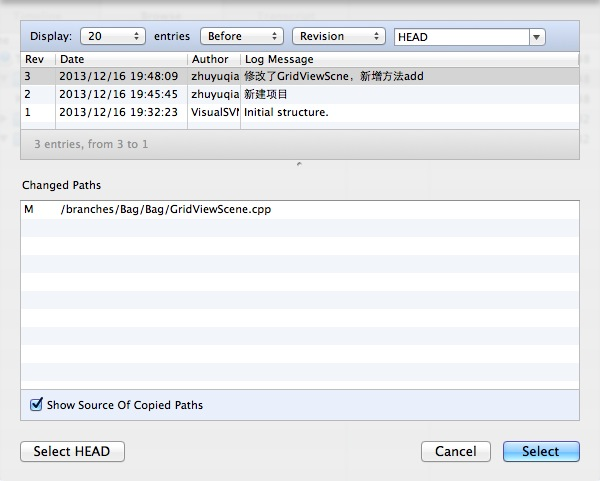 Display: 20 entries Before Revision HEAD
Rev Date Author Log Message
3 2013/12/16 19:48:09 zhuyuqia 修改了GridViewScne，新增方法add
2 2013/12/16 19:45:45 zhuyuqia 新建项目
1 2013/12/16 19:32:23 VisualSVN Initial structure.
3 entries, from 3 to 1
Changed Paths
M /branches/Bag/Bag/GridViewScene.cpp
Show Source Of Copied Paths
Select HEAD Cancel Select